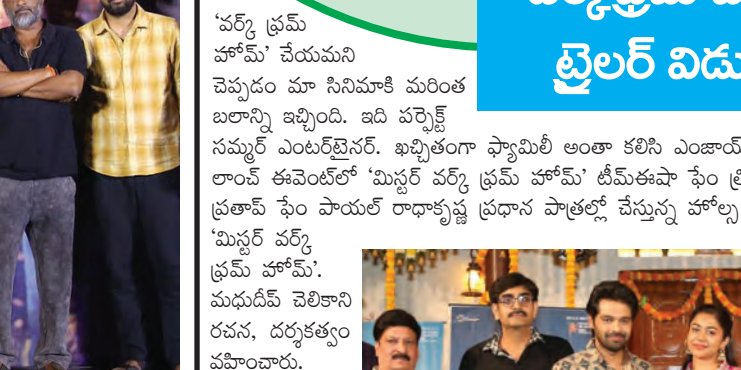 ట్రైలర్
‘వర్క్ ఫ్రమ్
హోమ్’ చేయమని
చెప్పడం మా సినిమాకి మరింత
బలాన్ని ఇచ్చింది. ఇది పర్ఫెక్ట్
సమ్మర్ ఎంటర్‌టైనర్. ఖచ్చితంగా ఫ్యామిలీ అంతా కలిసి ఎంజాయ్
లాంచ్ ఈవెంట్‌లో ‘మిస్టర్ వర్క్ ఫ్రమ్ హోమ్’ టీమ్‌ఈషా ఫేం
ప్రతాప్ ఫేం పాయల్ రాధాకృష్ణ ప్రధాన పాత్రల్లో చేస్తున్న
‘మిస్టర్ వర్క్
ఫ్రమ్ హోమ్’.
మధుదీప్ చెలికాని
రచన, దర్శకత్వం
వహించారు.